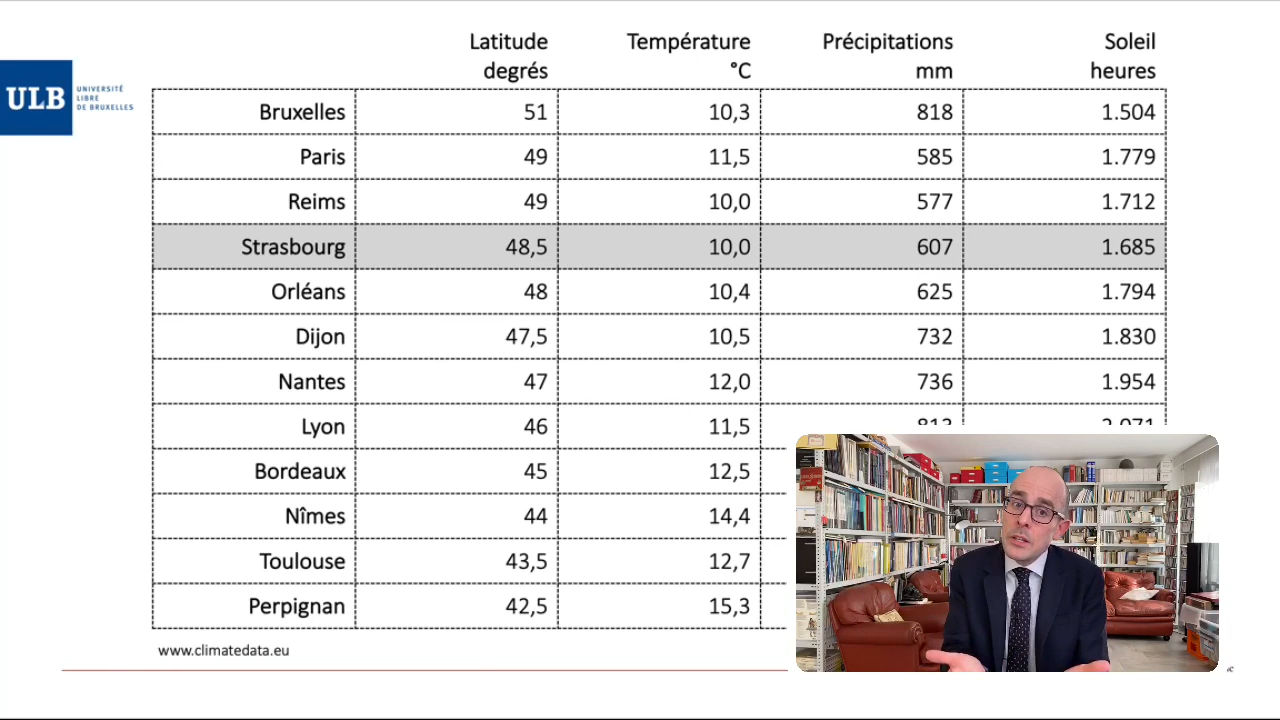 Latitude Température Précipitations Soleil
degrés °C mm heures
ULB UNIVERSITÉ
LIBRE
DE BRUXELLES
Bruxelles 51 10,3 818 1.504
Paris 49 11,5 585 1.779
Reims 49 10,0 577 1.712
Strasbourg 48,5 10,0 607 1.685
Orléans 48 10,4 625 1.794
Dijon 47,5 10,5 732 1.830
Nantes 47 12,0 736 1.954
Lyon 46 11,5 813 2.071
Bordeaux 45 12,5
Nîmes 44 14,4
Toulouse 43,5 12,7
Perpignan 42,5 15,3
www.climatedata.eu